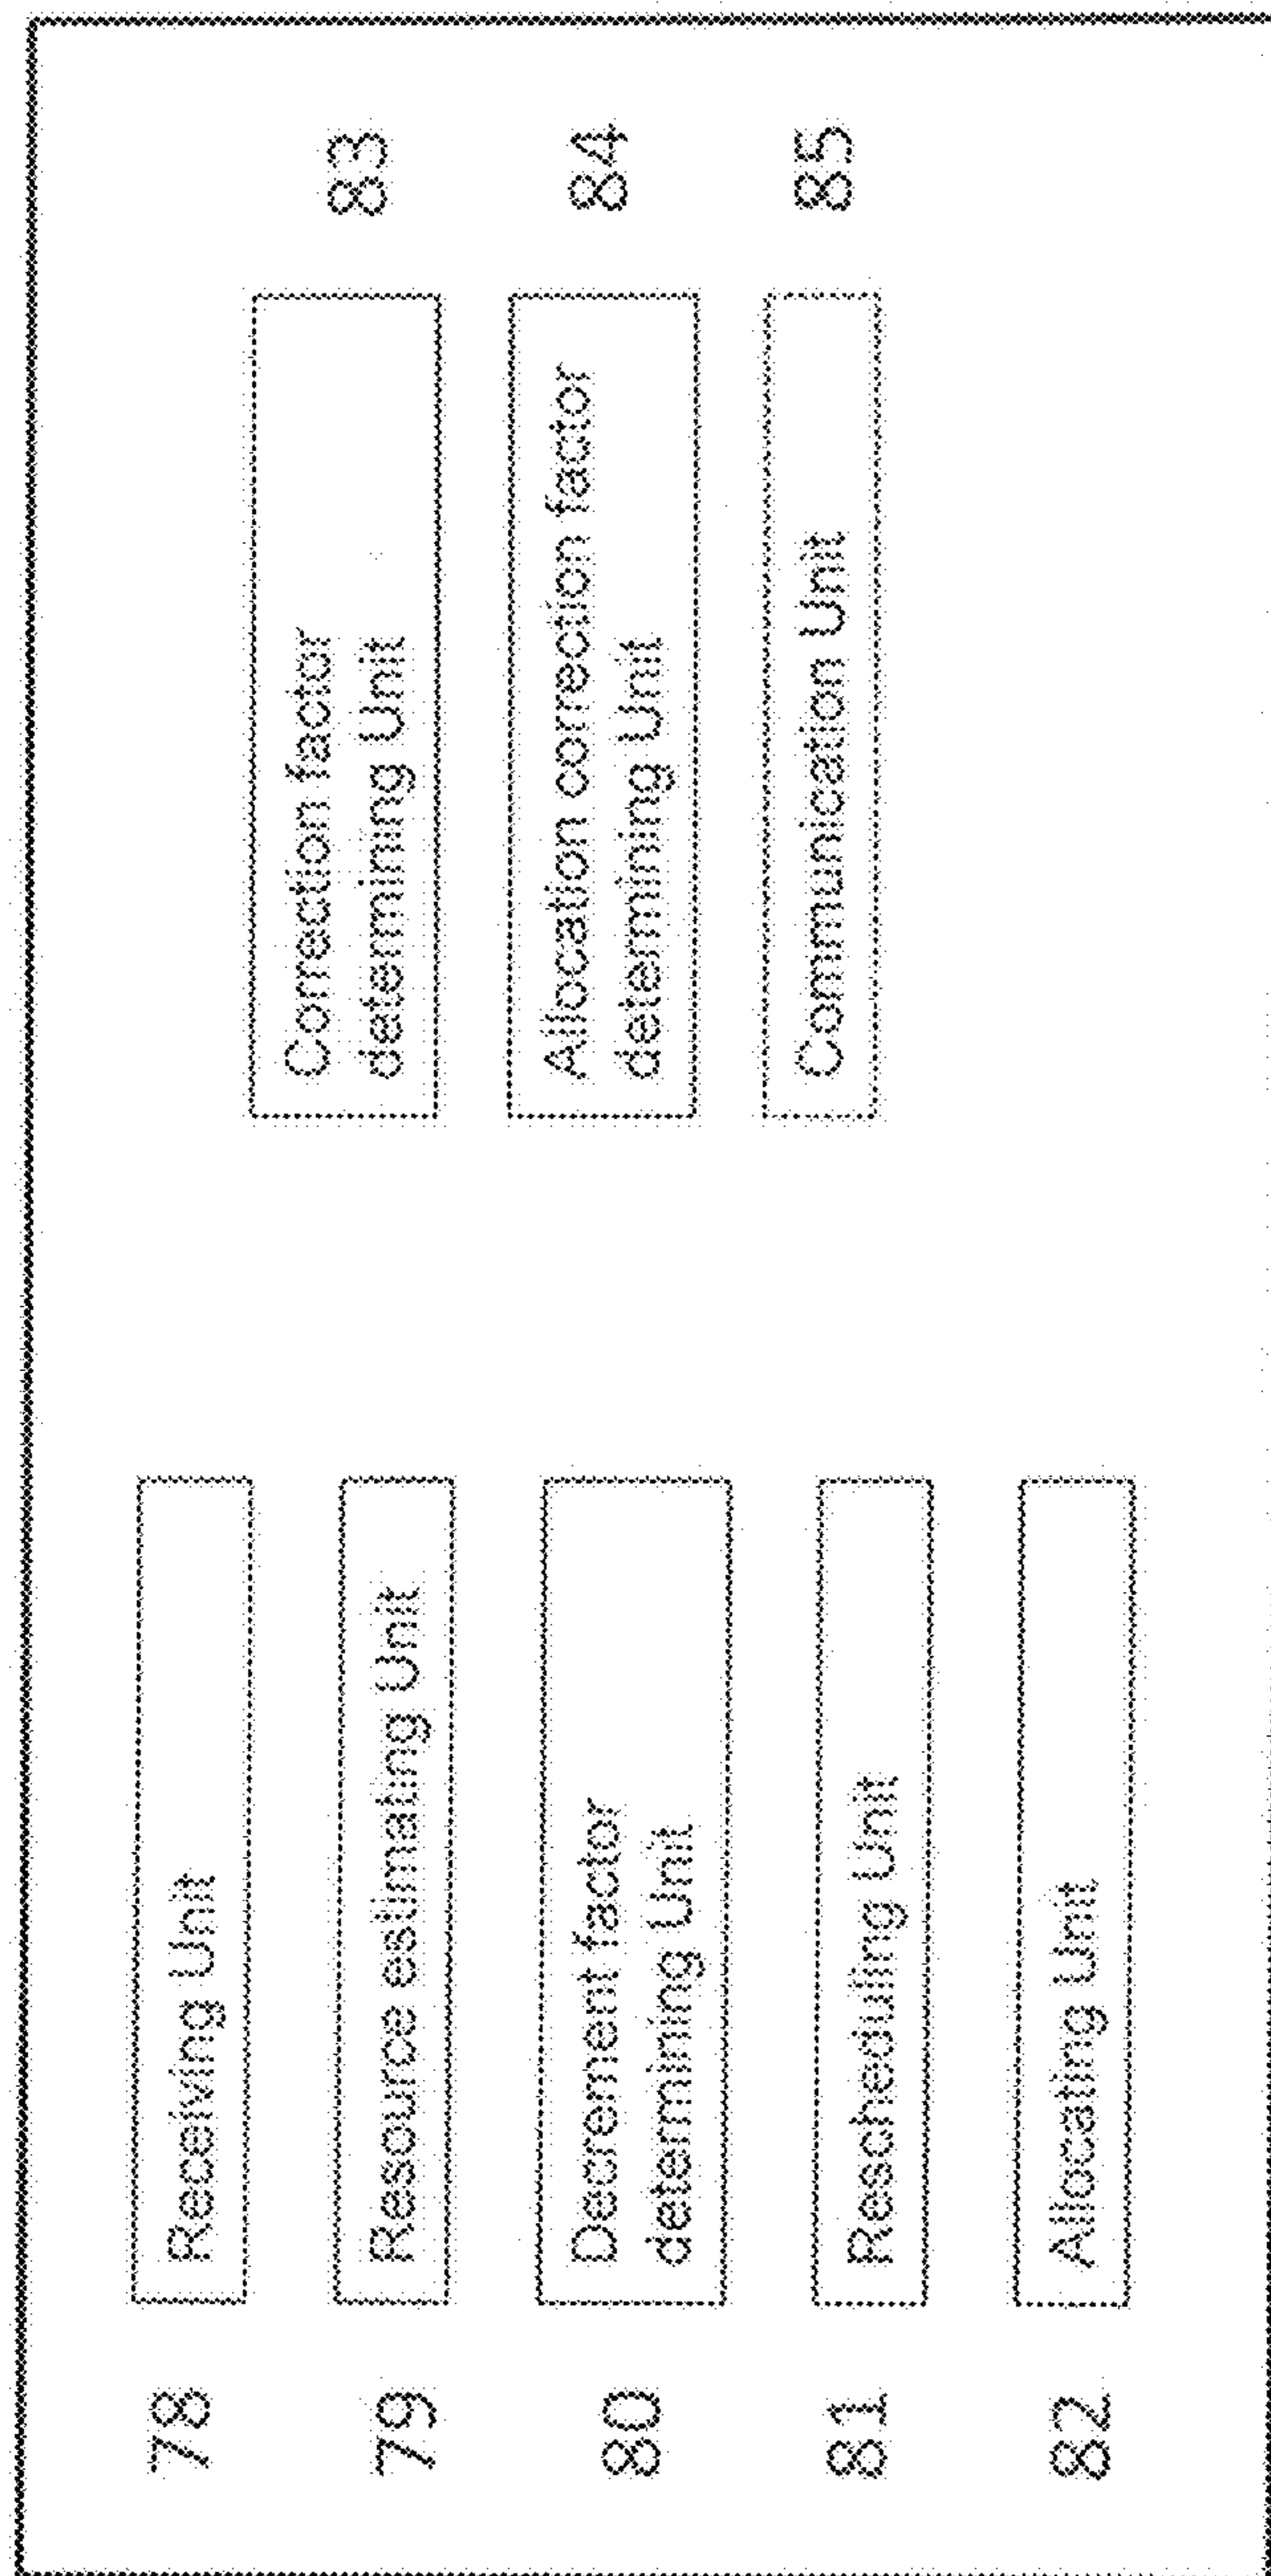 78
Receiving Unit
79
Resource estimating Unit
80
Decrement factor
determining Unit
81
Rescheduling Unit
82
Allocating Unit
Correction factor
determining Unit
83
Allocation correction factor
determining Unit
84
Communication Unit
85